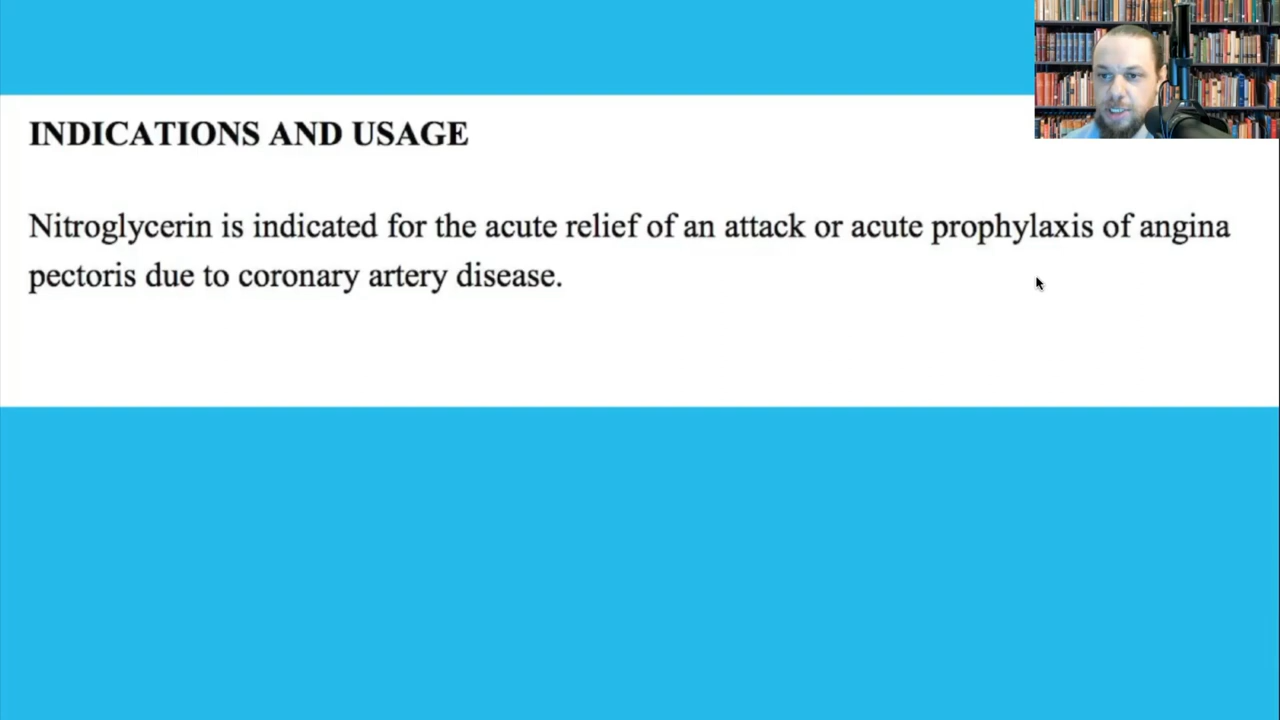 INDICATIONS AND USAGE
Nitroglycerin is indicated for the acute relief of an attack or acute prophylaxis of angina
pectoris due to coronary artery disease.